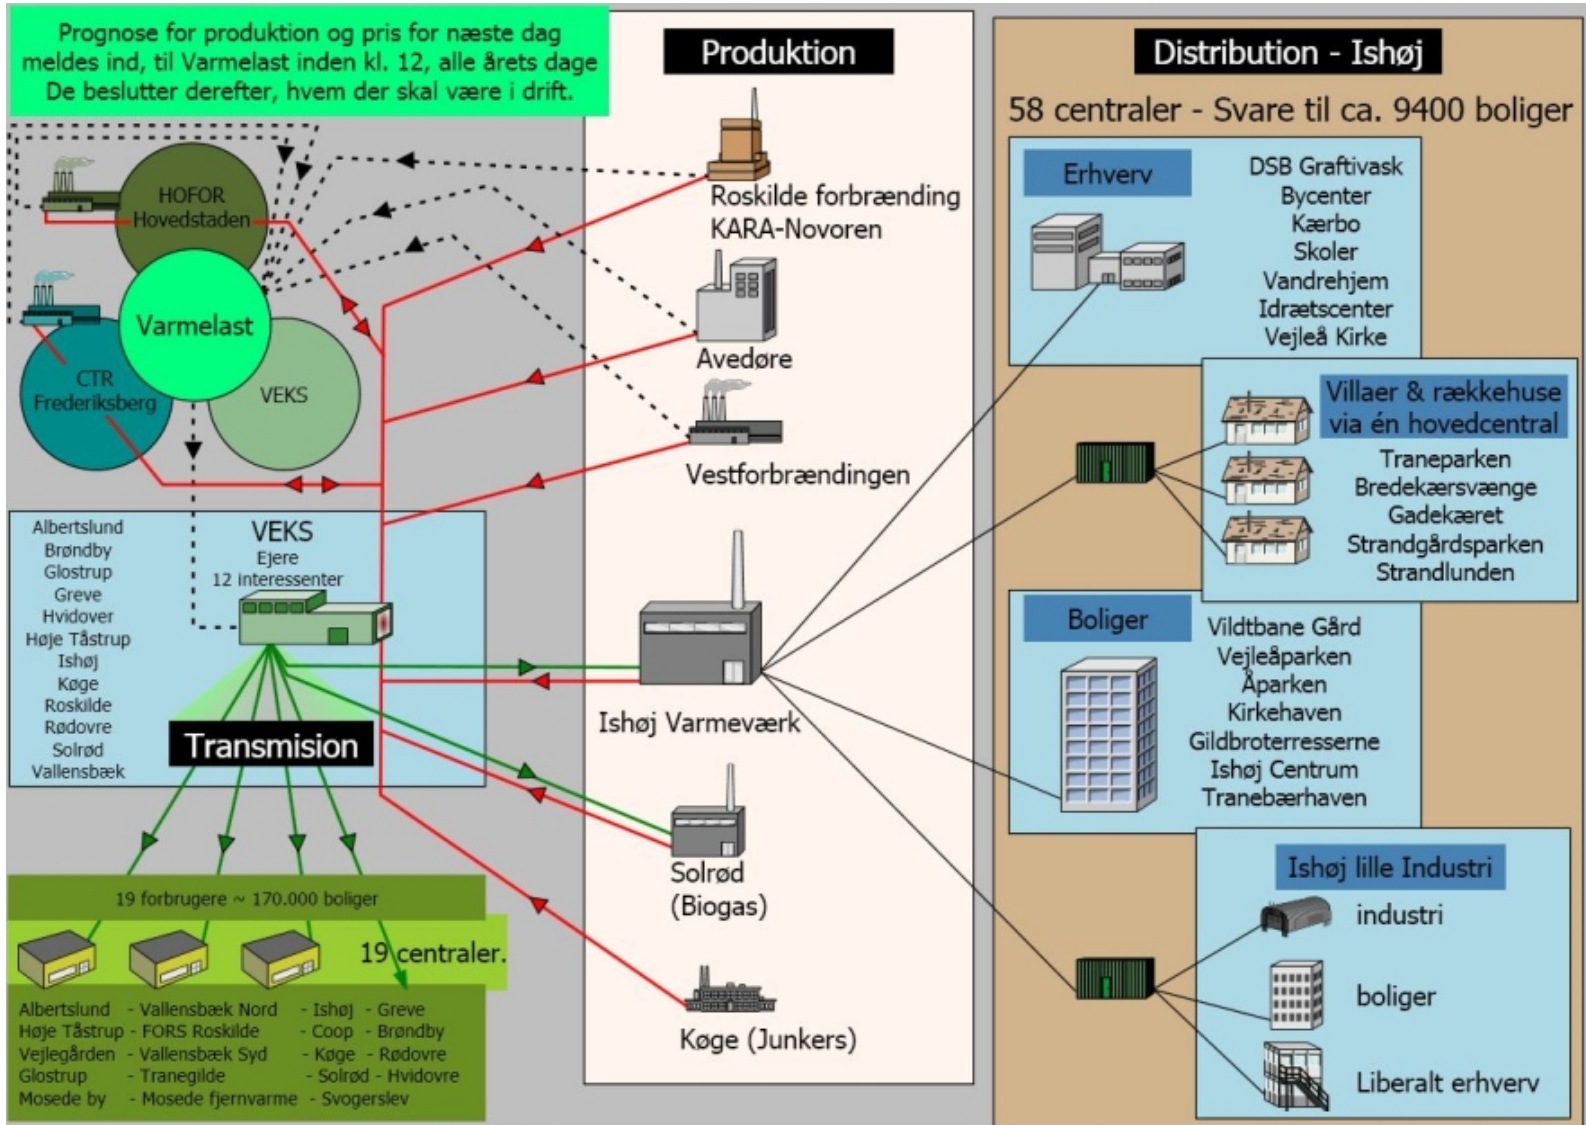 Prognose for produktion og pris for næste dag
meldes ind, til Varmelast inden kl. 12, alle årets dage
De beslutter derefter, hvem der skal være i drift.
HOFOR
Hovedstaden
Varmelast
CTR
Frederiksberg
VEKS
Albertslund
Brøndby
Glostrup
Greve
Hvidover
Høje Tåstrup
Ishøj
Køge
Roskilde
Rødovre
Solrød
Vallensbæk
VEKS
Ejere
12 interessenter
Transmision
19 forbrugere ~ 170.000 boliger
19 centraler.
Albertslund - Vallensbæk Nord - Ishøj - Greve
Høje Tåstrup - FORS Roskilde - Coop - Brøndby
Vejlegården - Vallensbæk Syd - Køge - Rødovre
Glostrup - Tranegilde - Solrød - Hvidovre
Mosede by - Mosede fjernvarme - Svogerslev
Produktion
Roskilde forbrænding
KARA-Novoren
Avedøre
Vestforbrændingen
Ishøj Varmeværk
Solrød
(Biogas)
Køge (Junkers)
Distribution - Ishøj
58 centraler - Svare til ca. 9400 boliger
Erhverv
DSB Graftivask
Bycenter
Kærbo
Skoler
Vandrehjem
Idrætscenter
Vejleå Kirke
Villaer & rækkehuse
via én hovedcentral
Traneparken
Bredekærsvænge
Gadekæret
Strandgårdsparken
Strandlunden
Boliger
Vildtbane Gård
Vejleåparken
Åparken
Kirkehaven
Gildbroterresserne
Ishøj Centrum
Tranebærhaven
Ishøj lille Industri
industri
boliger
Liberalt erhverv